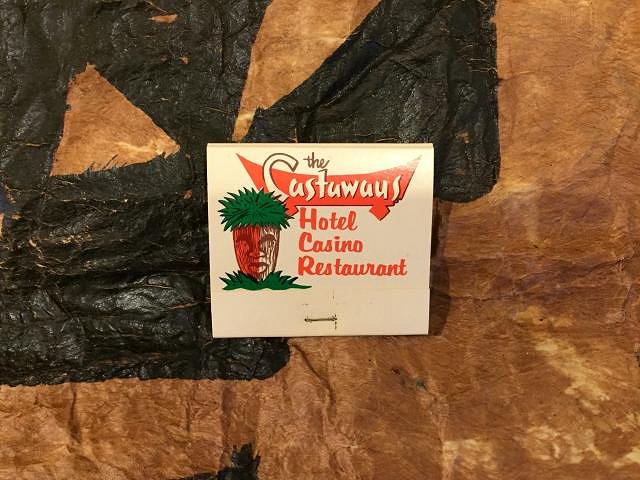 the
Castaways
Hotel
Casino
Restaurant